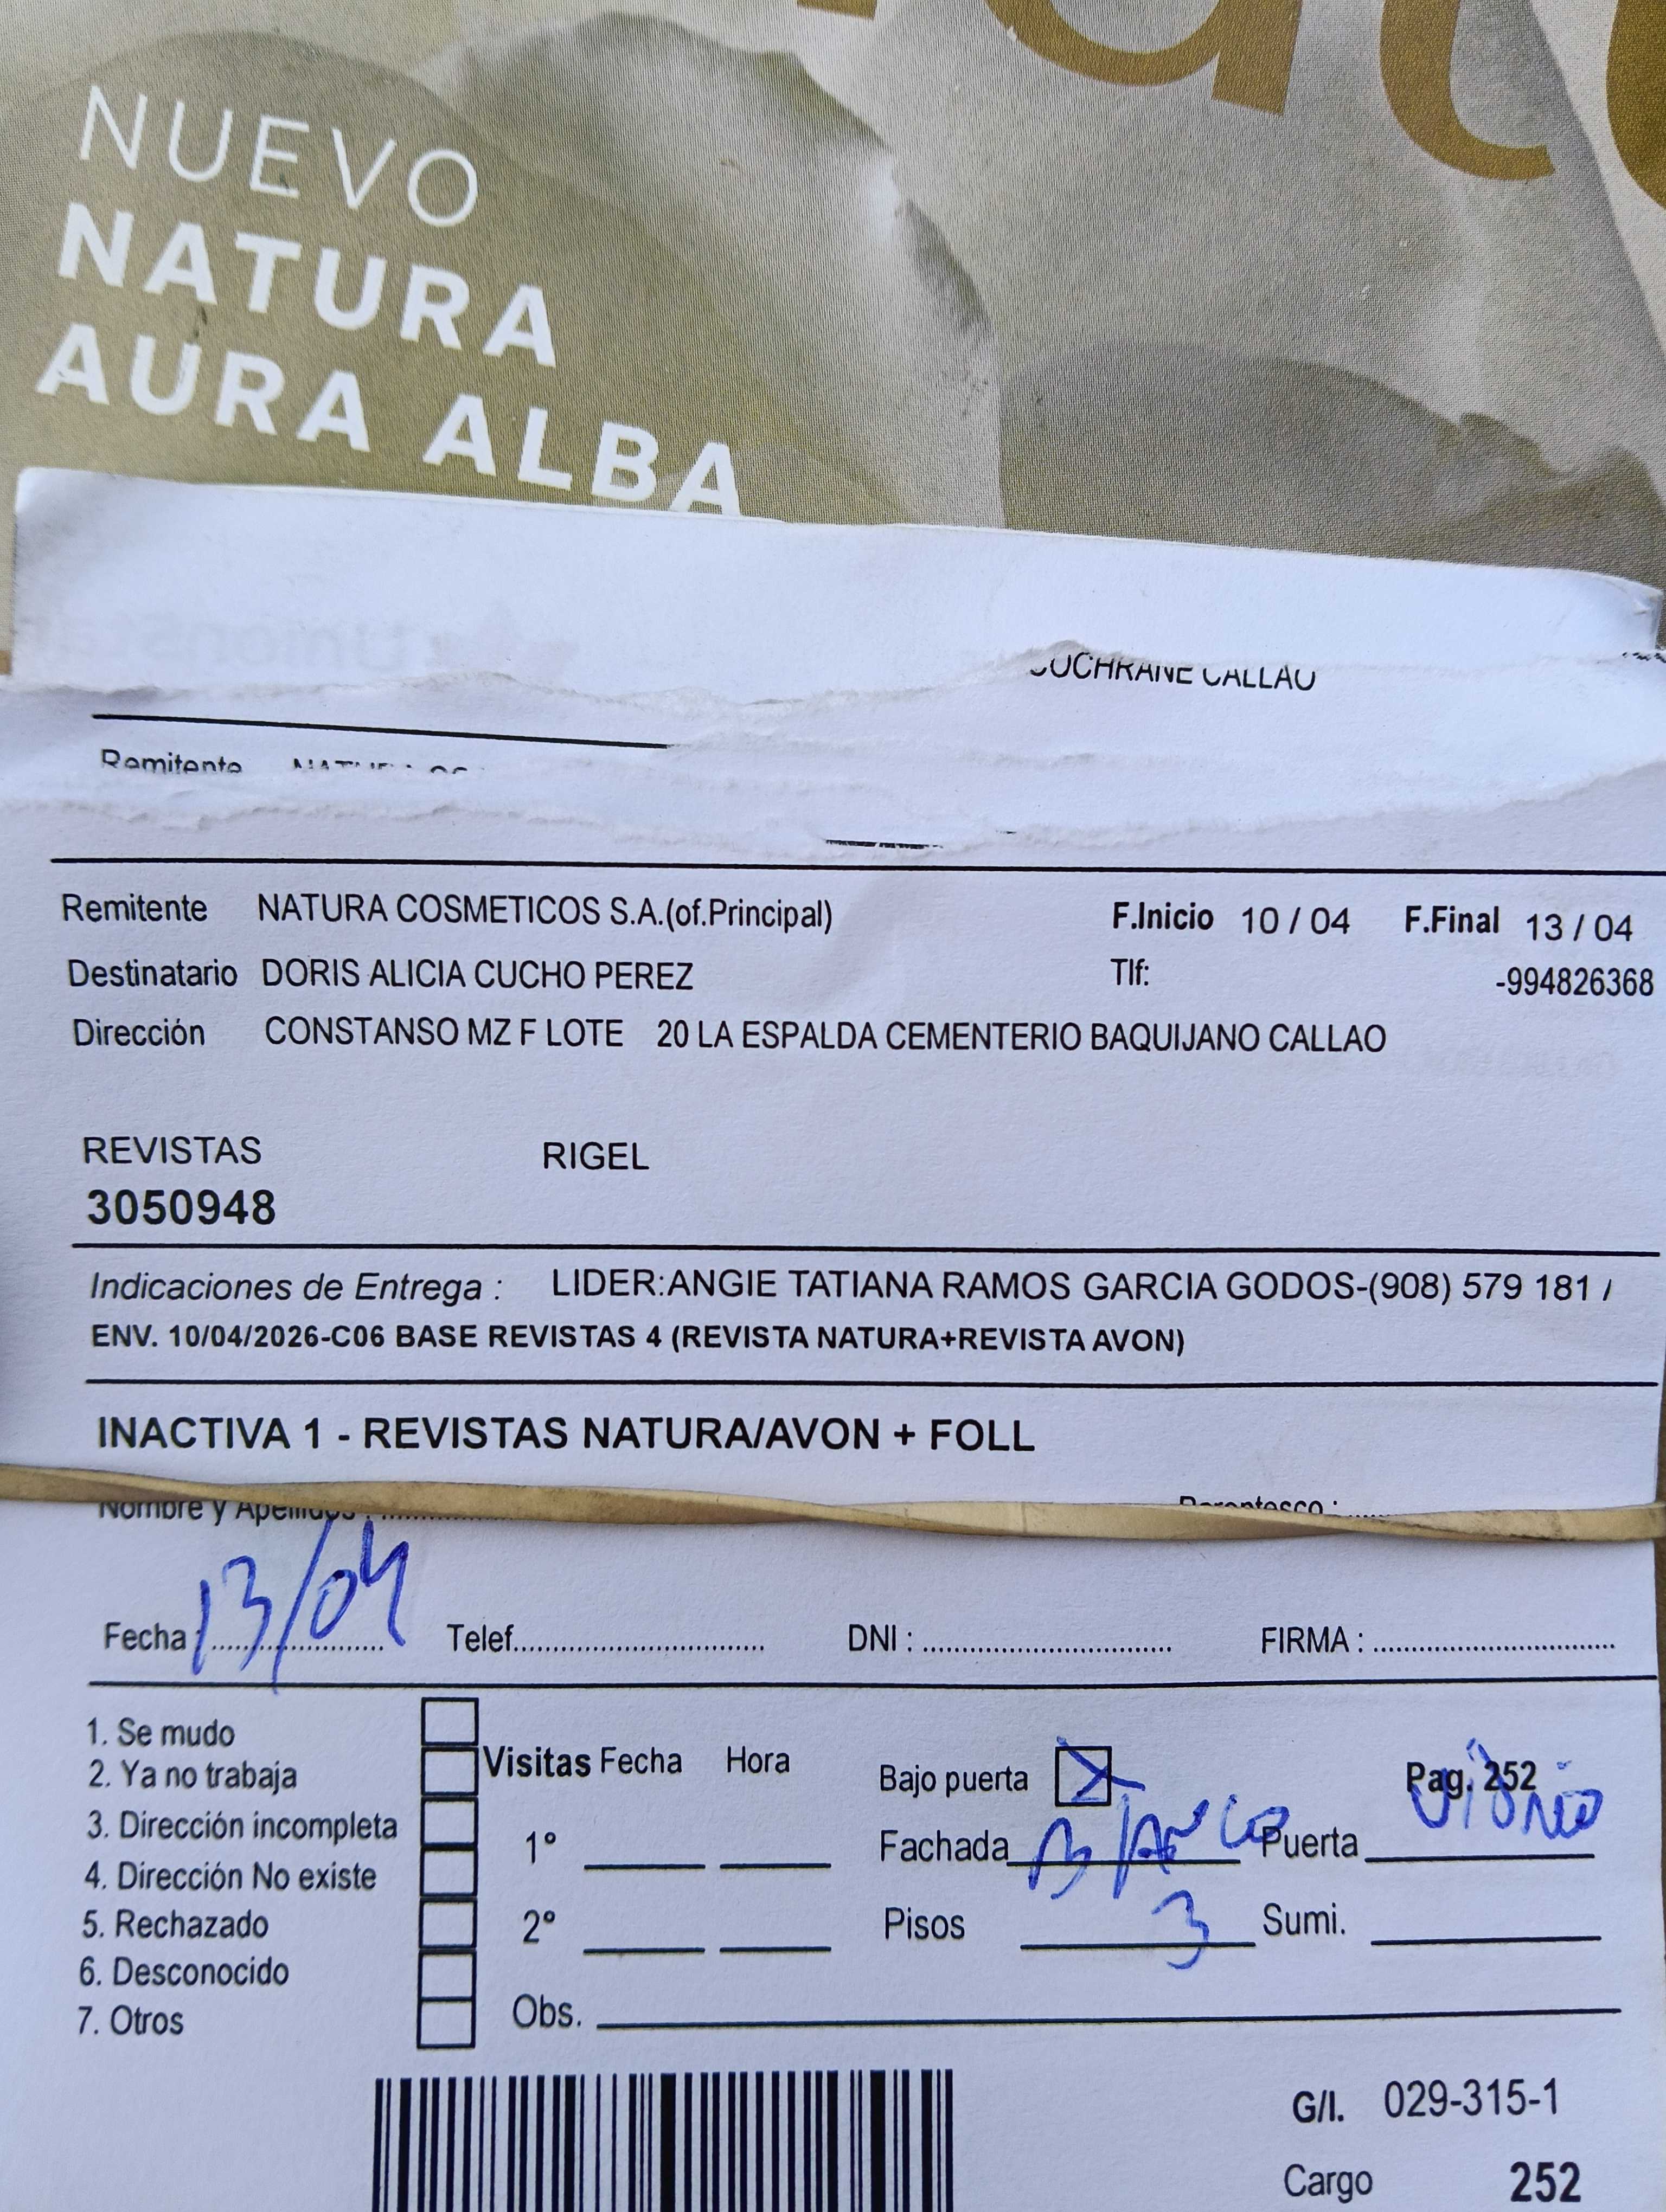 NUEVO
NATURA
AURA ALBA
COCHRANE CALLAO
Remitente
Remitente NATURA COSMETICOS S.A.(of.Principal) F.Inicio 10 / 04 F.Final 13 / 04
Destinatario DORIS ALICIA CUCHO PEREZ Tlf: -994826368
Dirección CONSTANSO MZ F LOTE 20 LA ESPALDA CEMENTERIO BAQUIJANO CALLAO
REVISTAS RIGEL
3050948
Indicaciones de Entrega : LIDER:ANGIE TATIANA RAMOS GARCIA GODOS-(908) 579 181 /
ENV. 10/04/2026-C06 BASE REVISTAS 4 (REVISTA NATURA+REVISTA AVON)
INACTIVA 1 - REVISTAS NATURA/AVON + FOLL
Nombre y Apellidos : Parentesco :
Fecha : 13/04 Telef. DNI : FIRMA :
1. Se mudo
2. Ya no trabaja
3. Dirección incompleta
4. Dirección No existe
5. Rechazado
6. Desconocido
7. Otros
Visitas Fecha Hora
1°
2°
Obs.
Bajo puerta X Pag. 252
Fachada Blanco Puerta vidrio
Pisos 3 Sumi.
G/I. 029-315-1
Cargo 252